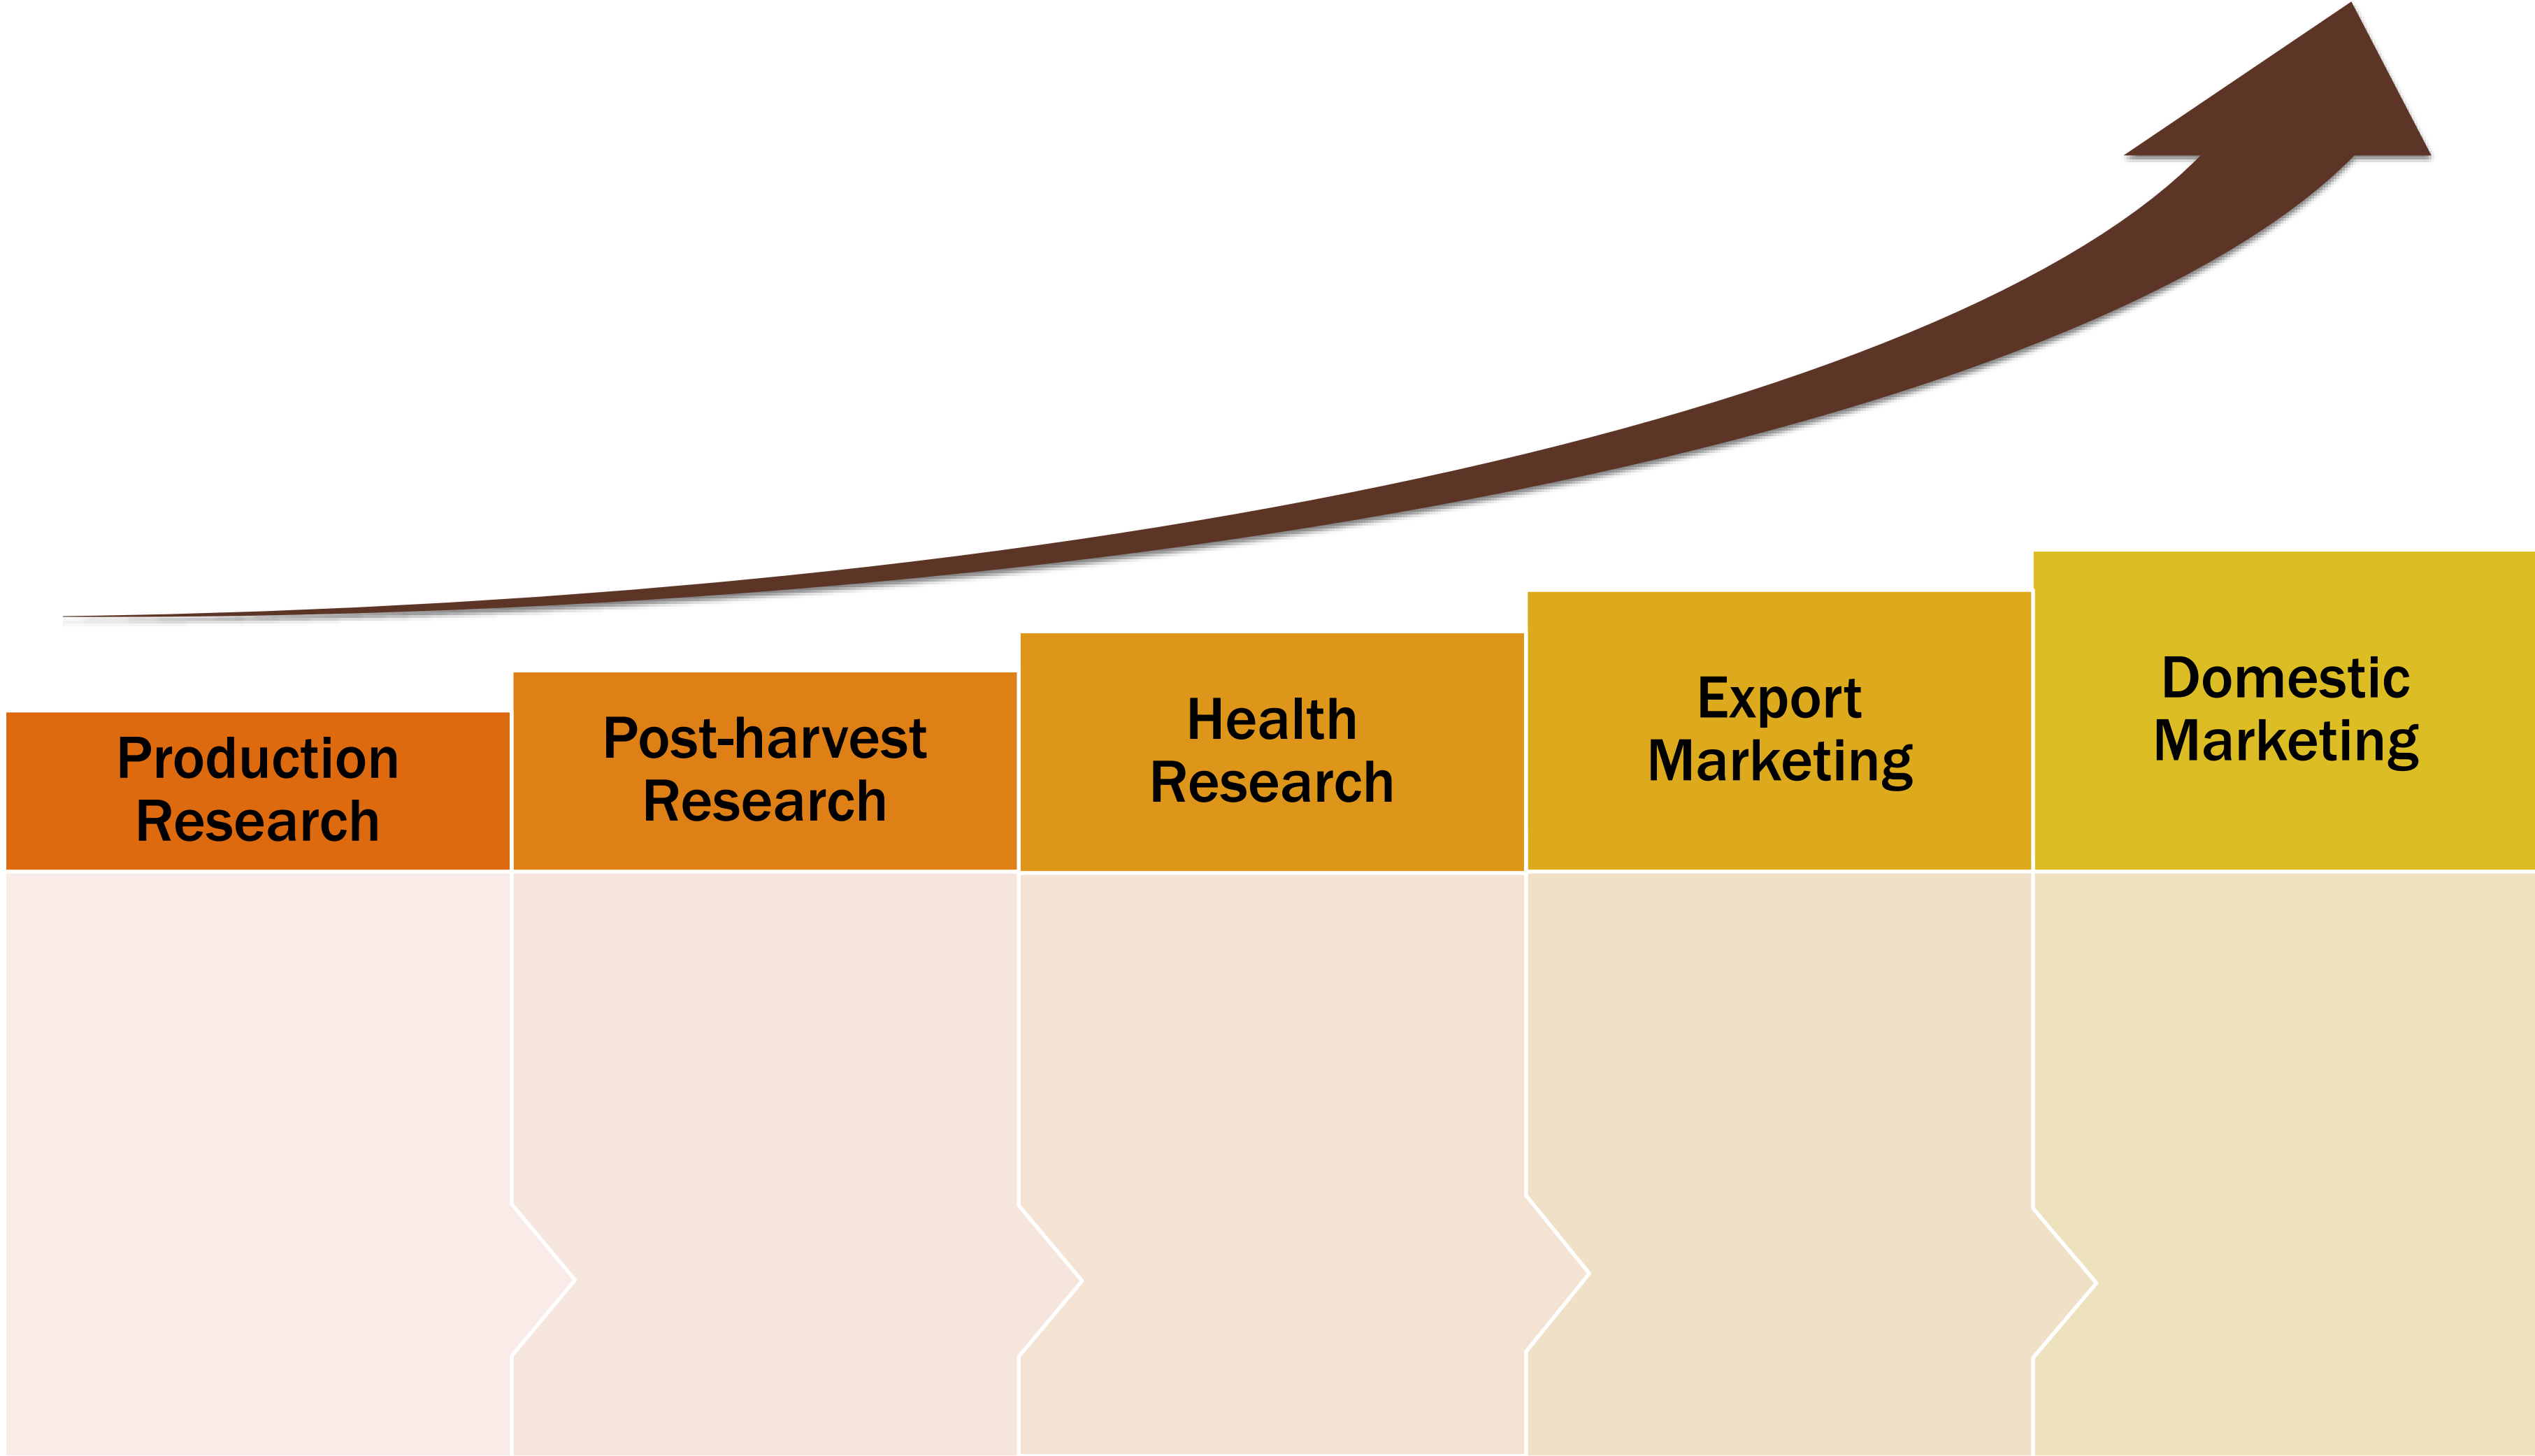 Production
Research
Post-harvest
Research
Health
Research
Export
Marketing
Domestic
Marketing